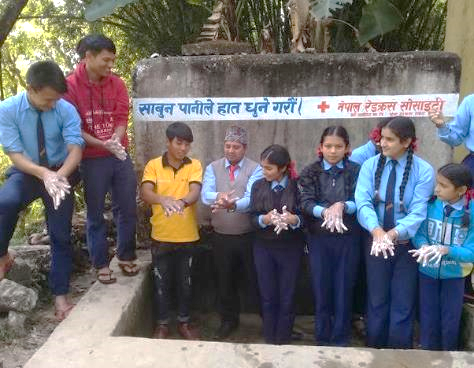 साबुन पानीले हात धुने गरौं। नेपाल रेडक्रस सोसाइटी